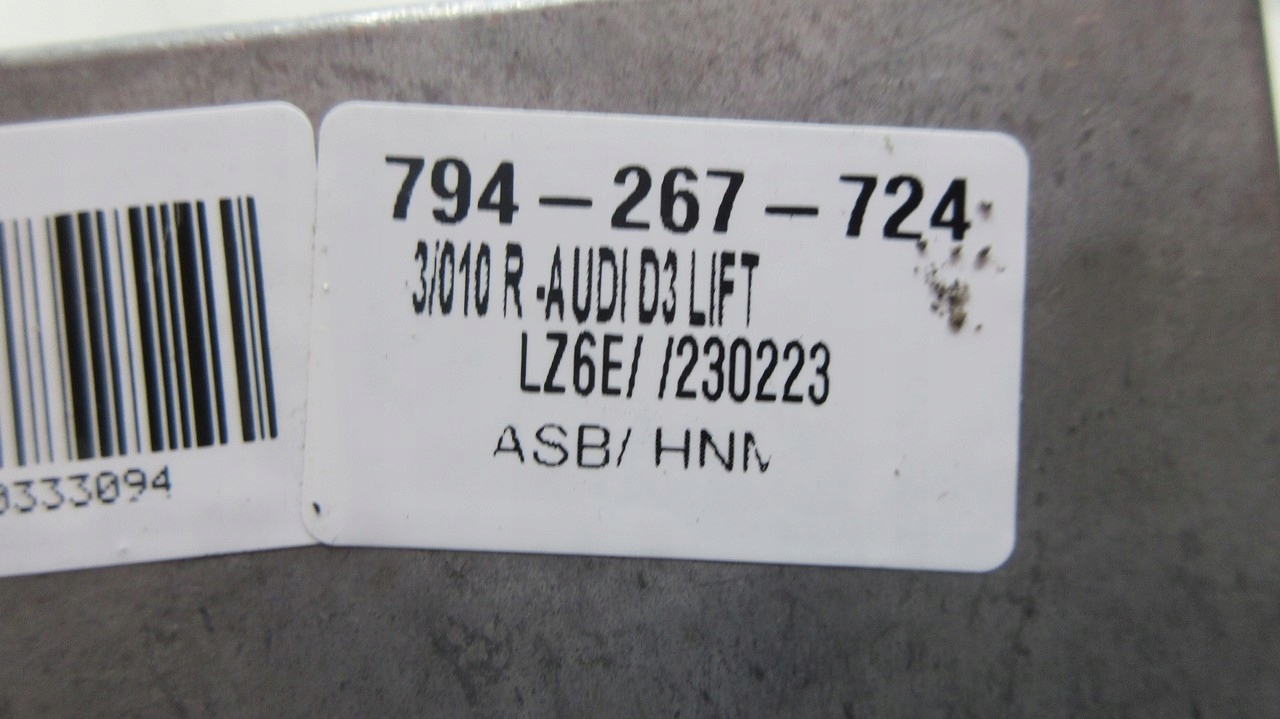 794-267-724
3/010 R -AUDI D3 LIFT
LZ6E/ /230223
ASB/ HNM
0333094